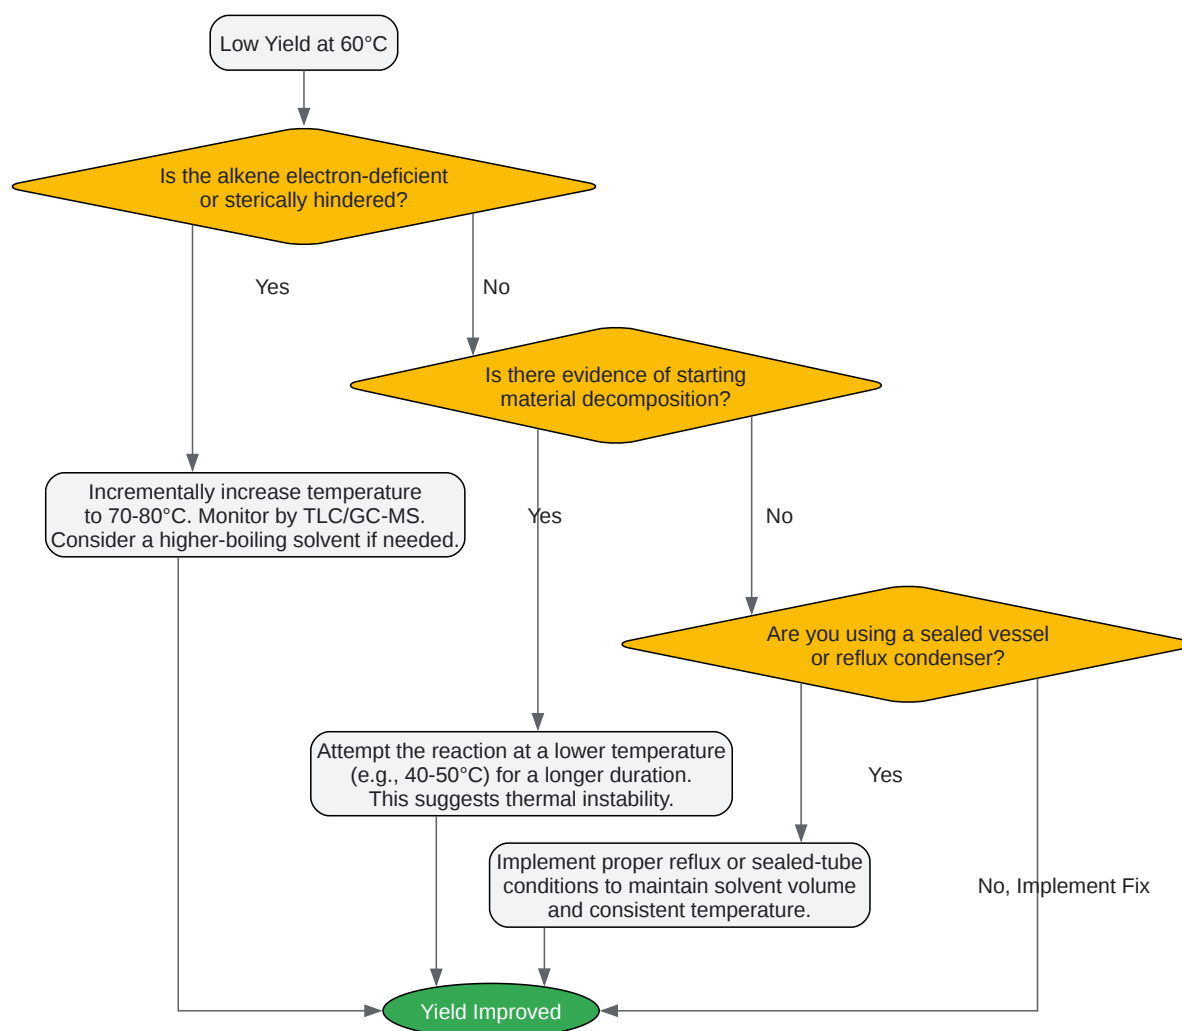 Low Yield at 60°C
Is the alkene electron-deficient
or sterically hindered?
Yes
No
Is there evidence of starting
material decomposition?
Incrementally increase temperature
to 70-80°C. Monitor by TLC/GC-MS.
Consider a higher-boiling solvent if needed.
Yes
No
Are you using a sealed vessel
or reflux condenser?
Attempt the reaction at a lower temperature
(e.g., 40-50°C) for a longer duration.
This suggests thermal instability.
Yes
Implement proper reflux or sealed-tube
conditions to maintain solvent volume
and consistent temperature.
No, Implement Fix
Yield Improved